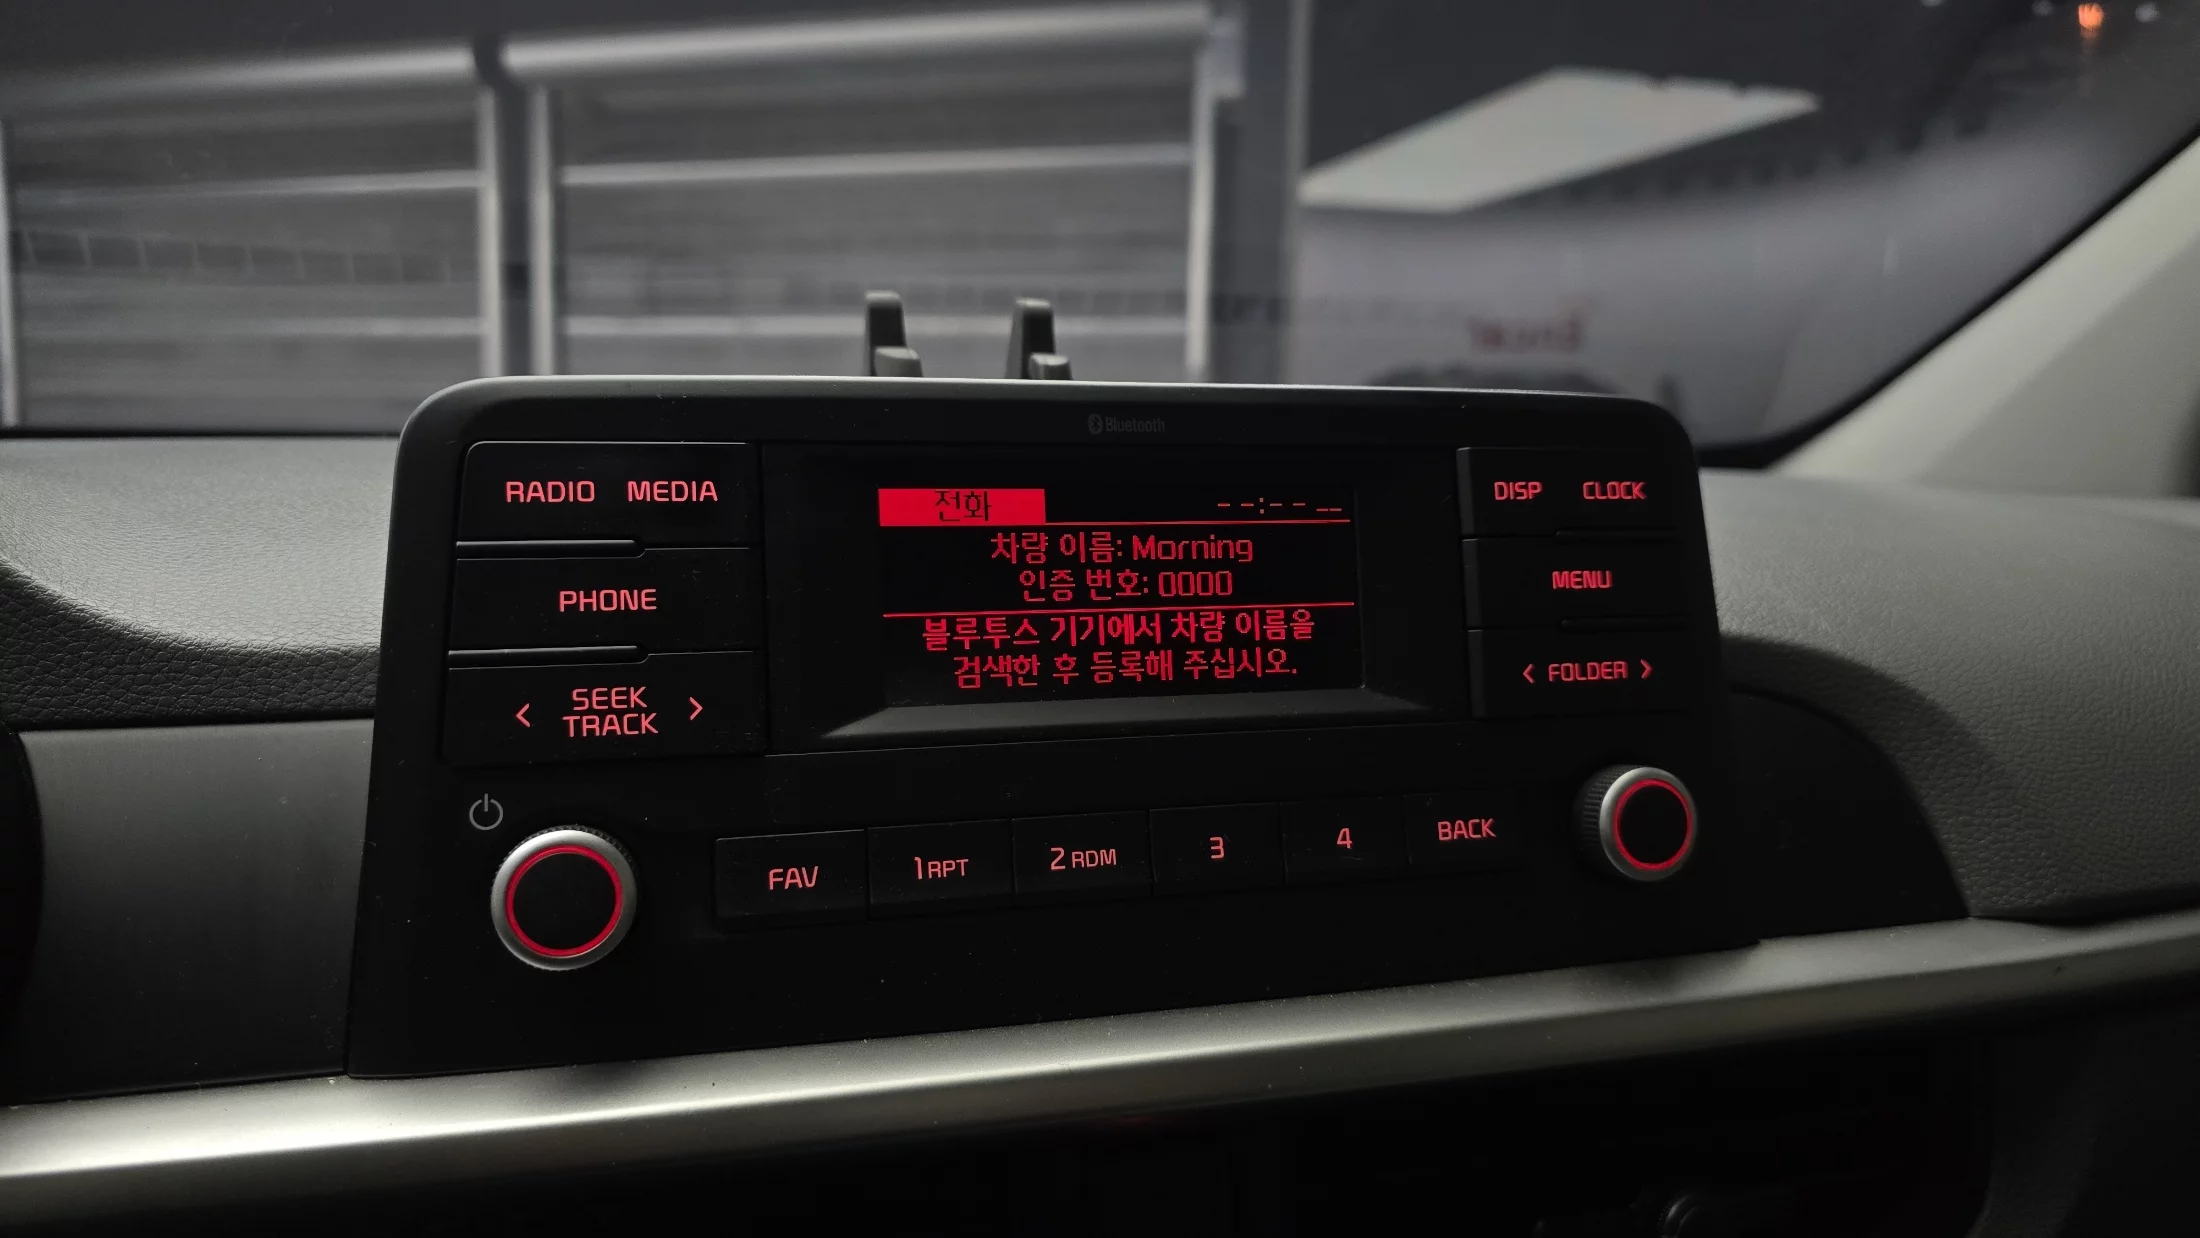 Bluetooth
RADIO MEDIA
PHONE
< SEEK TRACK >
전화 --:-- --
차량 이름: Morning
인증 번호: 0000
블루투스 기기에서 차량 이름을
검색한 후 등록해 주십시오.
DISP CLOCK
MENU
< FOLDER >
FAV 1 RPT 2 RDM 3 4 BACK